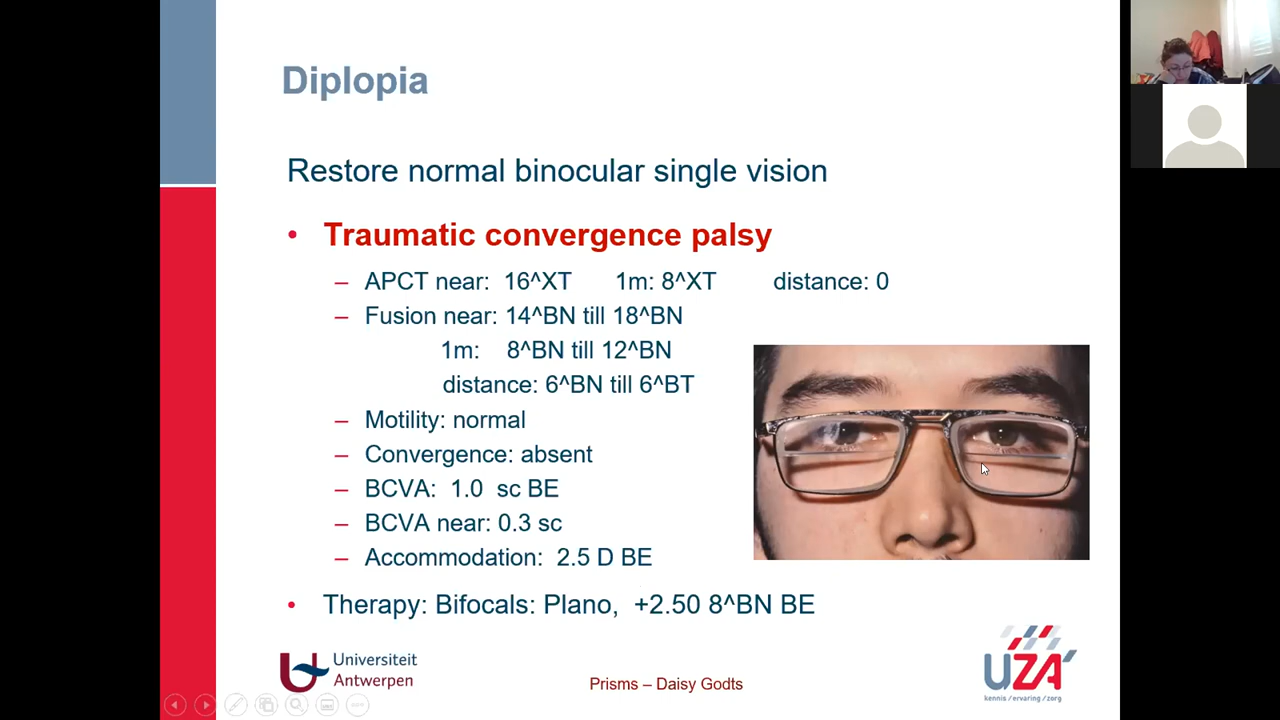 Diplopia
Restore normal binocular single vision
• Traumatic convergence palsy
– APCT near: 16^XT 1m: 8^XT distance: 0
– Fusion near: 14^BN till 18^BN
1m: 8^BN till 12^BN
distance: 6^BN till 6^BT
– Motility: normal
– Convergence: absent
– BCVA: 1.0 sc BE
– BCVA near: 0.3 sc
– Accommodation: 2.5 D BE
• Therapy: Bifocals: Plano, +2.50 8^BN BE
Universiteit
Antwerpen
Prisms – Daisy Godts
UZA
kennis / ervaring / zorg